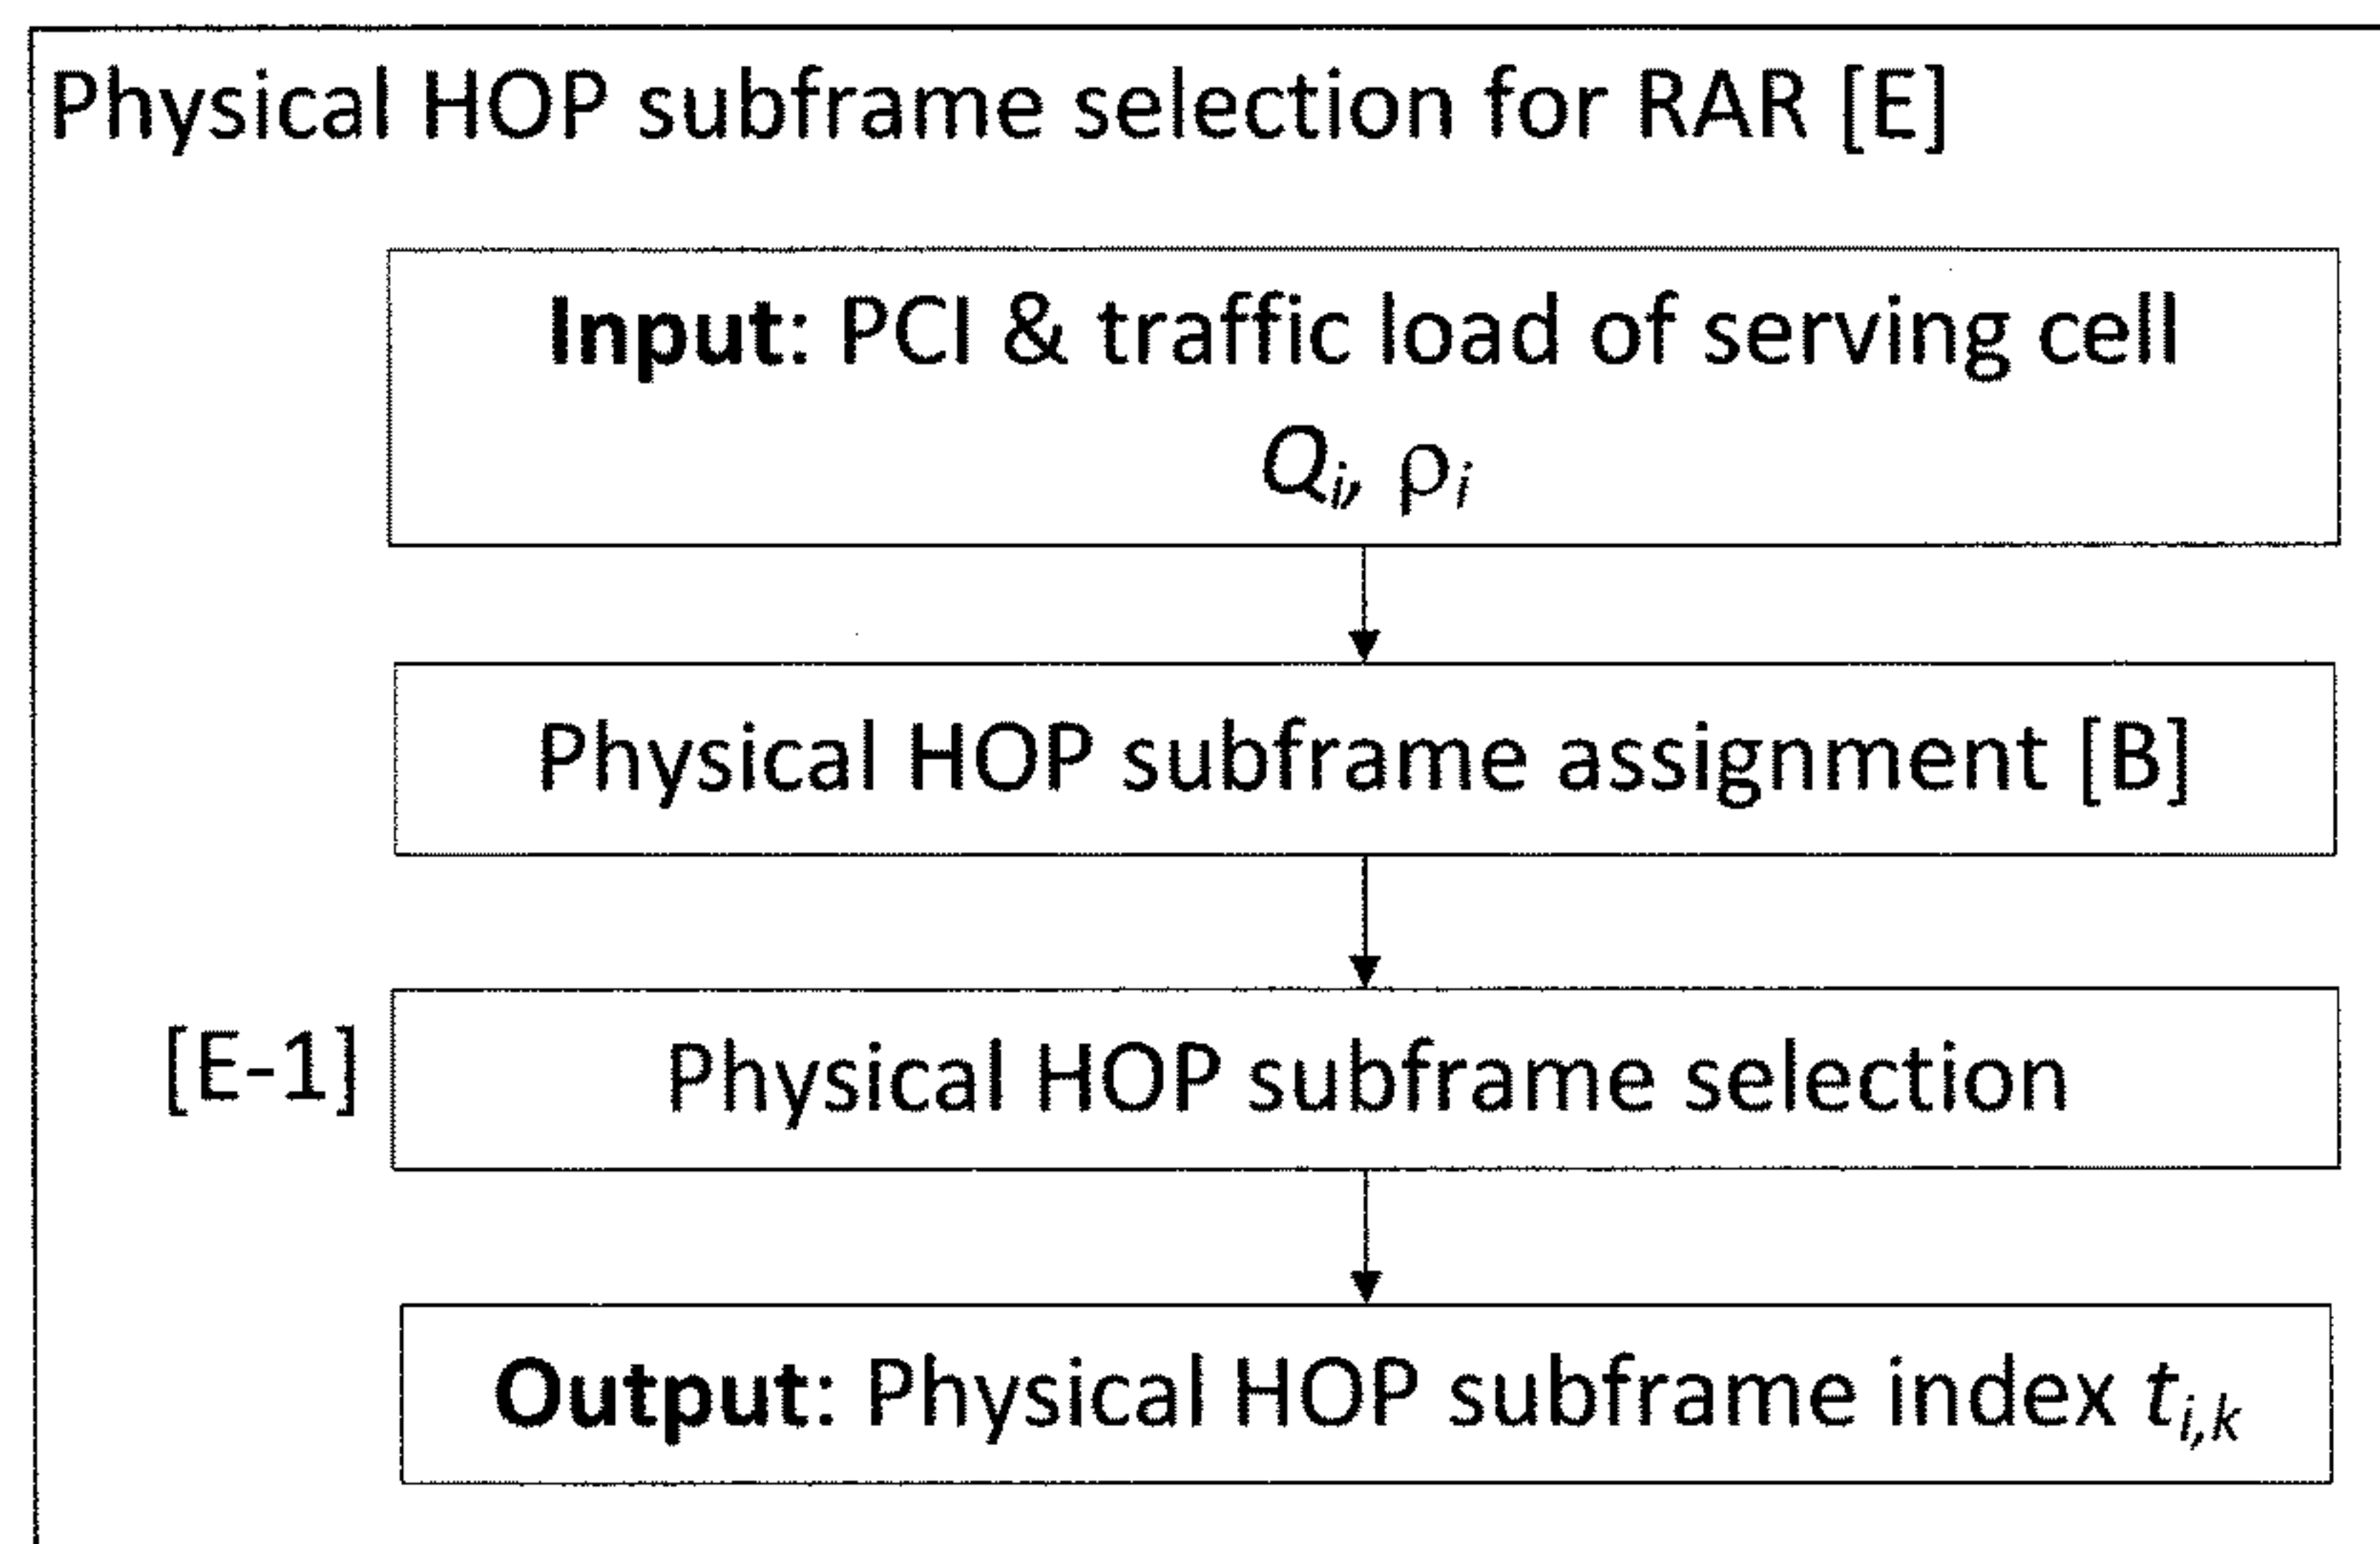 Physical HOP subframe selection for RAR [E]
Input: PCI & traffic load of serving cell
Qi, ρi
Physical HOP subframe assignment [B]
[E-1]
Physical HOP subframe selection
Output: Physical HOP subframe index ti,k